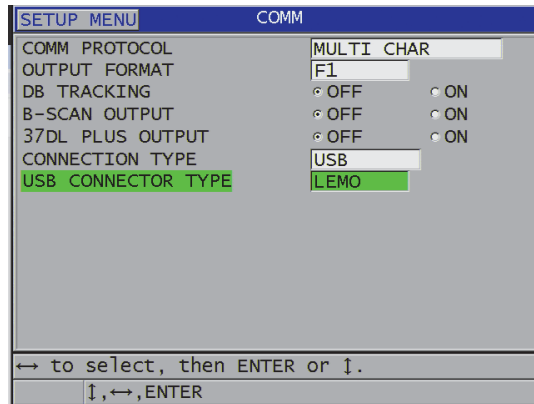 SETUP MENU COMM
COMM PROTOCOL MULTI CHAR
OUTPUT FORMAT F1
DB TRACKING OFF ON
B-SCAN OUTPUT OFF ON
37DL PLUS OUTPUT OFF ON
CONNECTION TYPE USB
USB CONNECTOR TYPE LEMO
↔ to select, then ENTER or ↕.
↕,↔,ENTER